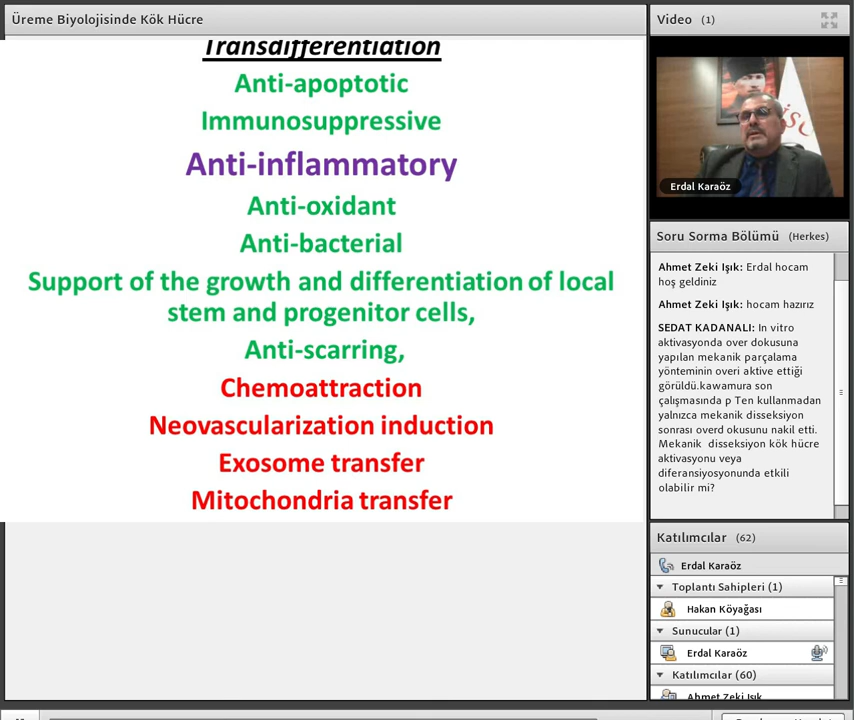 Üreme Biyolojisinde Kök Hücre
Transdifferentiation
Anti-apoptotic
Immunosuppressive
Anti-inflammatory
Anti-oxidant
Anti-bacterial
Support of the growth and differentiation of local
stem and progenitor cells,
Anti-scarring,
Chemoattraction
Neovascularization induction
Exosome transfer
Mitochondria transfer
Video (1)
Erdal Karaöz
Soru Sorma Bölümü (Herkes)
Ahmet Zeki Işık: Erdal hocam
hoş geldiniz
Ahmet Zeki Işık: hocam hazırız
SEDAT KADANALI: In vitro
aktivasyonda over dokusuna
yapılan mekanik parçalama
yönteminin overi aktive ettiği
görüldü.kawamura son
çalışmasında p Ten kullanmadan
yalnızca mekanik disseksiyon
sonrası overd okusunu nakil etti.
Mekanik disseksiyon kök hücre
aktivasyonu veya
diferansiyosyonunda etkili
olabilir mi?
Katılımcılar (62)
Erdal Karaöz
Toplantı Sahipleri (1)
Hakan Köyağası
Sunucular (1)
Erdal Karaöz
Katılımcılar (60)
Ahmet Zeki Işık